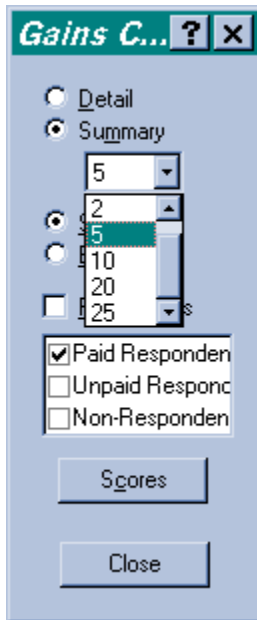 Gains C...
Detail
Summary
5
2
5
10
20
25
Paid Responden
Unpaid Respond
Non-Responden
Scores
Close